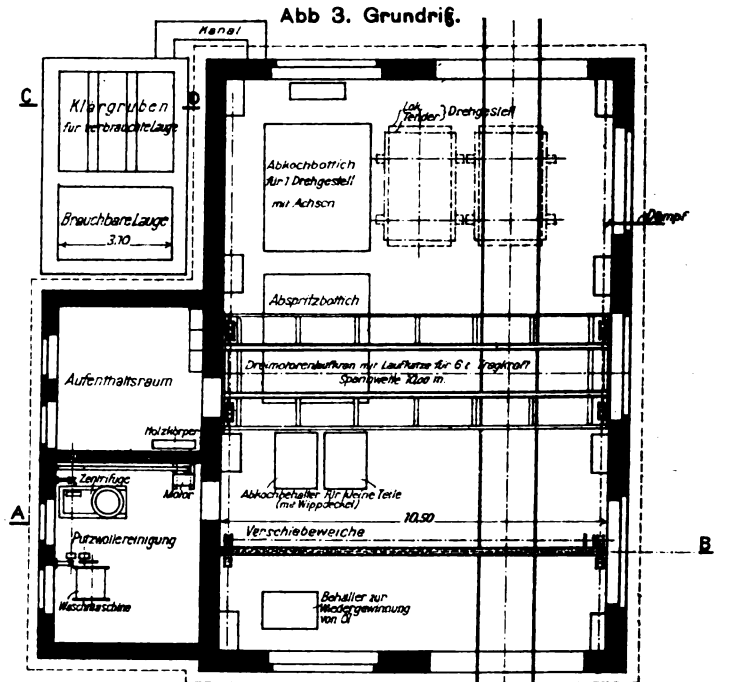 Abb 3. Grundriß.
Kanal
C
D
Klärgruben
für verbrauchte Lauge
Brauchbare Lauge
3.10
Lok
Tender } Drehgestell
Abkochbottich
für 1 Drehgestell
mit Achsen
Dampf
Abspritzbottich
Dreimotorenlaufkran mit Laufkatze für 6 t Tragkraft
Spannweite 10,00 m.
Aufenthaltsraum
Heizkörper
Zentrifuge
Motor
Abkochbehälter für kleine Teile
(mit Wippdeckel)
A
10,50
Verschiebeweiche
Putzwollereinigung
B
Waschmaschine
Behälter zur
Wiedergewinnung
von Öl